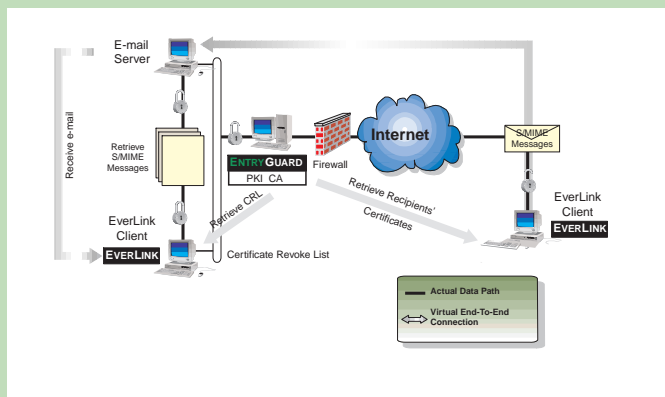 E-mail
Server
Receive e-mail
Retrieve
S/MIME
Messages
ENTRYGUARD
PKI CA
Firewall
Internet
S/MIME
Messages
Retrieve CRL
Retrieve Recipients'
Certificates
EverLink
Client
EVERLINK
EverLink
Client
EVERLINK
Certificate Revoke List
Actual Data Path
Virtual End-To-End
Connection